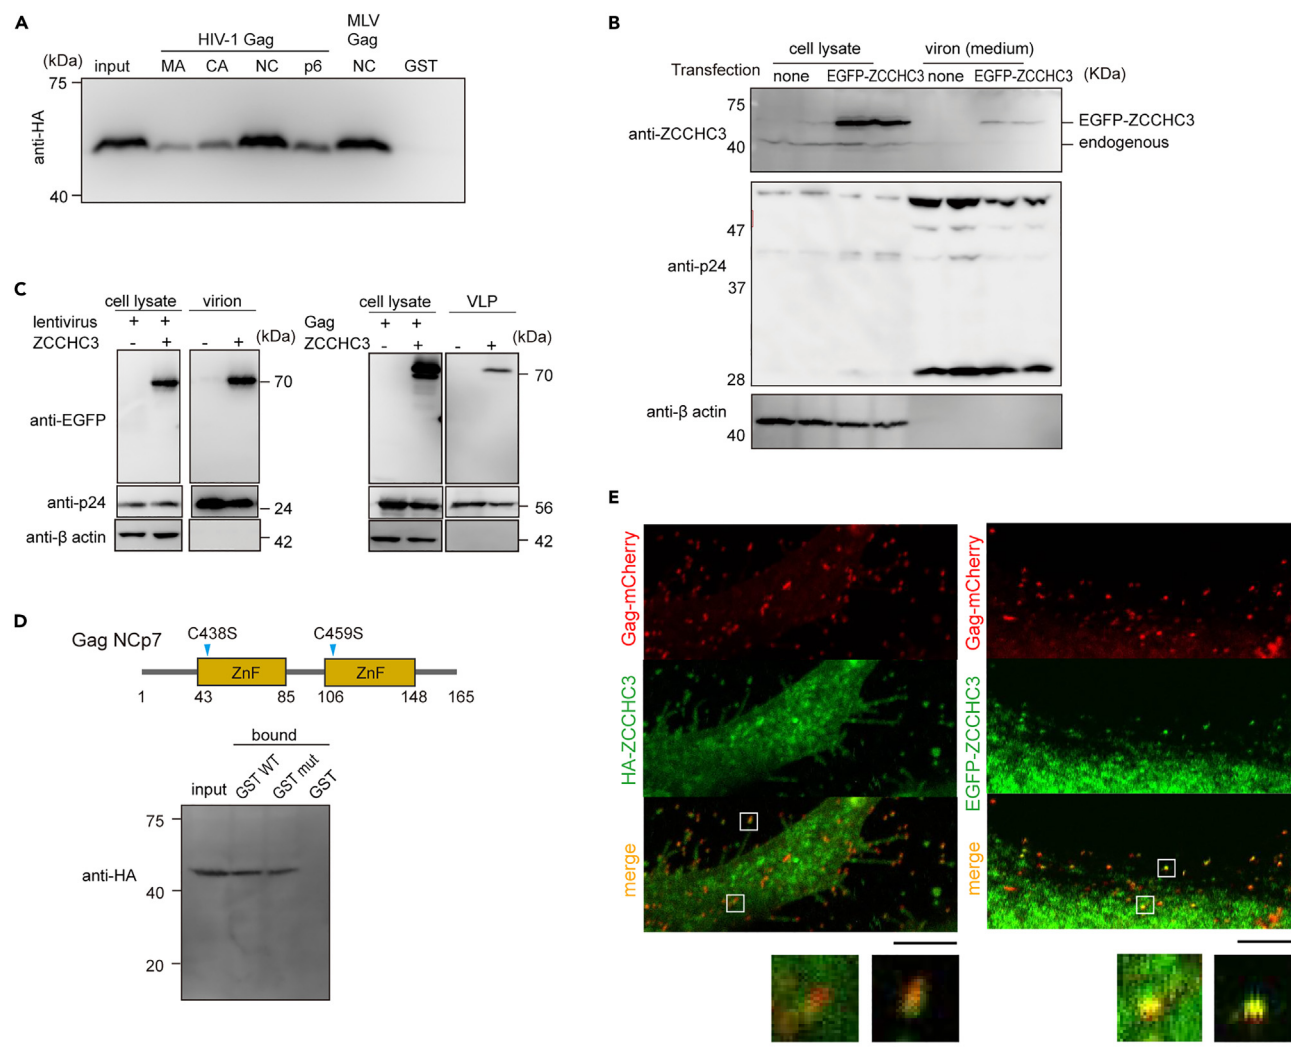 A
HIV-1 Gag
MLV
Gag
(kDa)
input MA CA NC p6 NC GST
75
anti-HA
40
B
cell lysate viron (medium)
Transfection none EGFP-ZCCHC3 none EGFP-ZCCHC3 (KDa)
75
anti-ZCCHC3
40
EGFP-ZCCHC3
endogenous
47
anti-p24
37
28
anti-β actin
40
C
cell lysate virion
lentivirus + +
ZCCHC3 - + - + (kDa)
70
anti-EGFP
anti-p24
24
anti-β actin
42
cell lysate VLP
Gag + +
ZCCHC3 - + - + (kDa)
70
56
42
D
Gag NCp7
C438S C459S
ZnF ZnF
1 43 85 106 148 165
bound
input GST WT GST mut GST
75
anti-HA
40
20
E
Gag-mCherry
HA-ZCCHC3
merge
Gag-mCherry
EGFP-ZCCHC3
merge